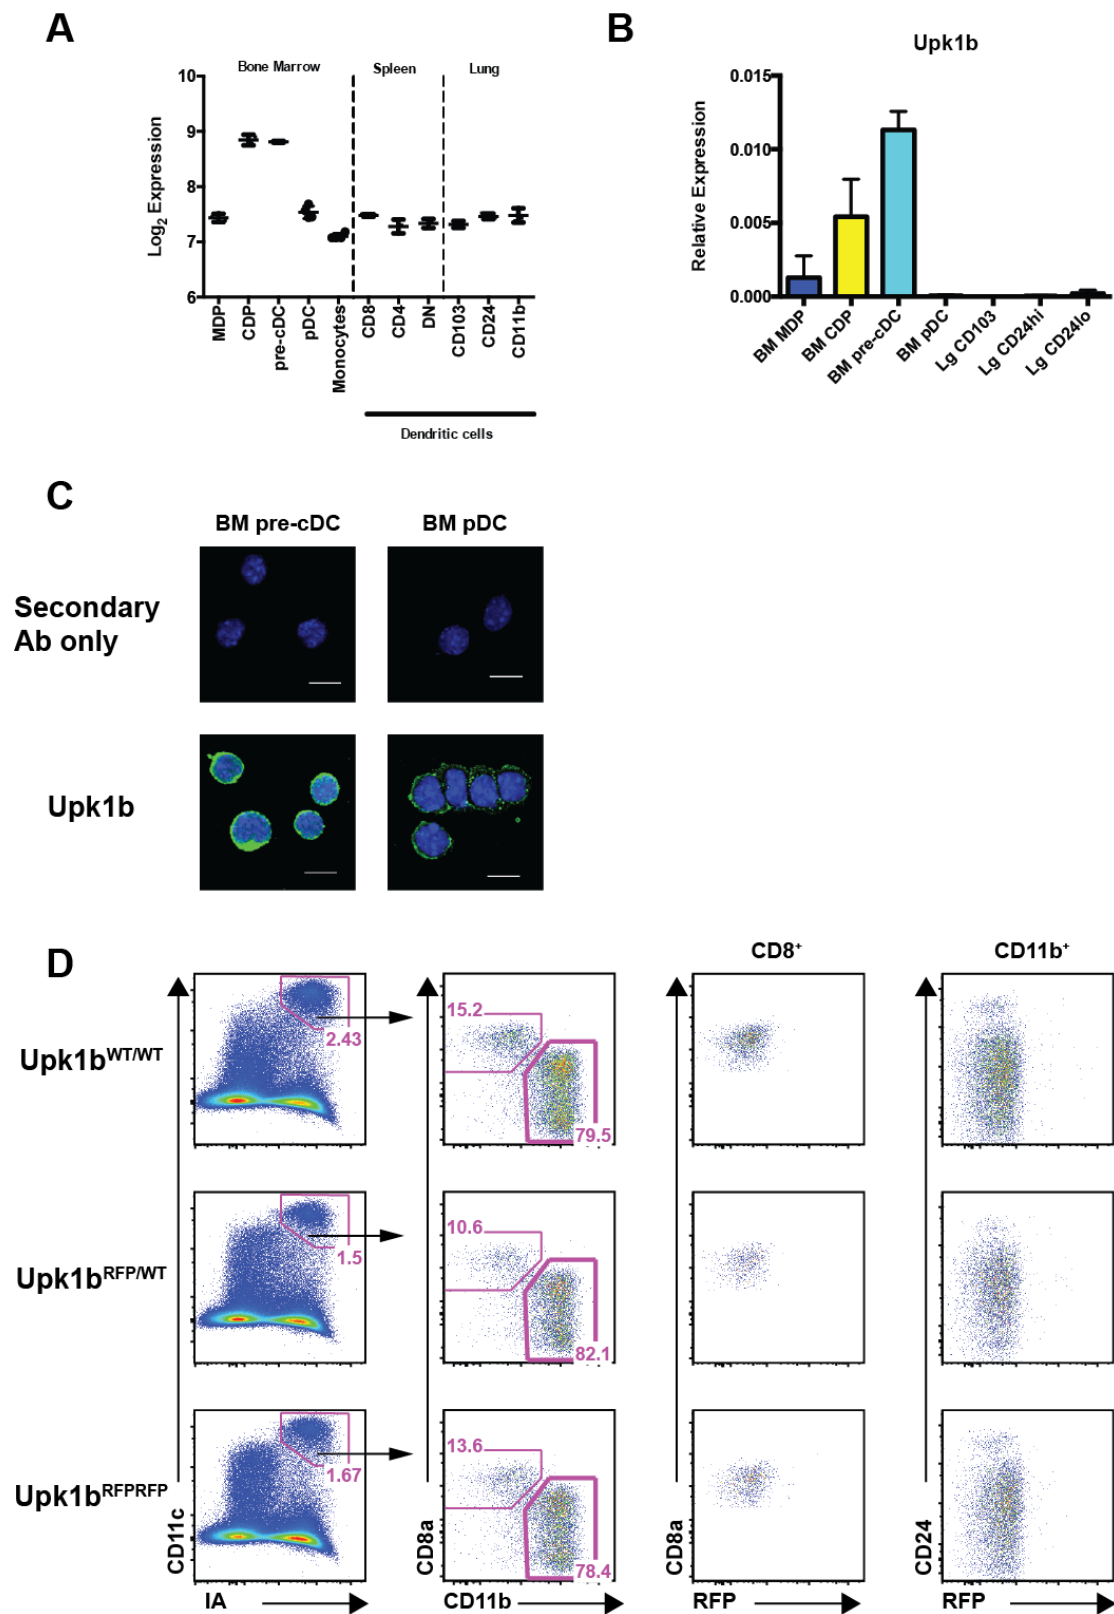 A
Bone Marrow Spleen Lung
Log2 Expression
10
9
8
7
6
MDP
CDP
pre-cDC
pDC
Monocytes
CD8
CD4
DN
CD103
CD24
CD11b
Dendritic cells
B
Upk1b
Relative Expression
0.015
0.010
0.005
0.000
BM MDP
BM CDP
BM pre-cDC
BM pDC
Lg CD103
Lg CD24hi
Lg CD24lo
C
BM pre-cDC BM pDC
Secondary
Ab only
Upk1b
D
CD8+ CD11b+
Upk1bWT/WT
2.43
15.2
79.5
Upk1bRFP/WT
1.5
10.6
82.1
Upk1bRFPRFP
1.67
13.6
78.4
CD11c
CD8a
CD8a
CD24
IA CD11b RFP RFP